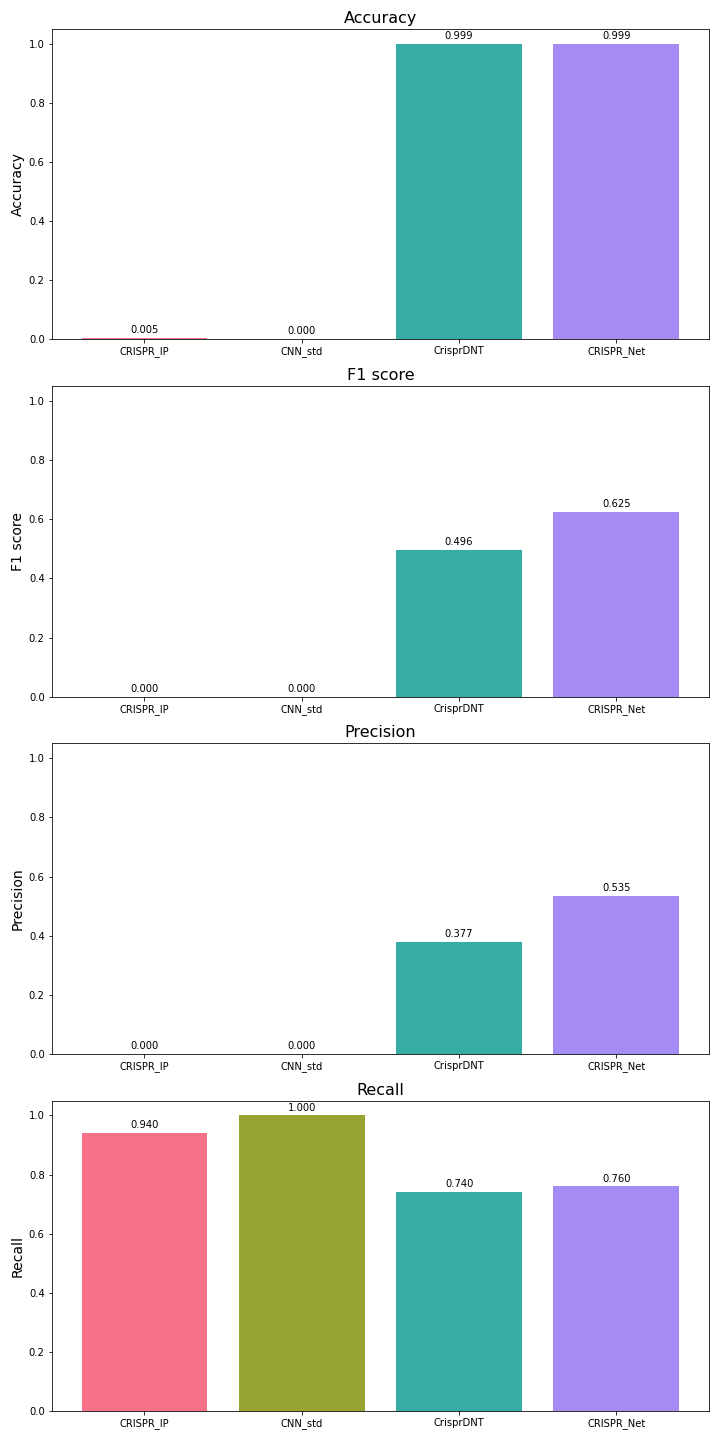 Accuracy
0.999 0.999
1.0
0.8
0.6
Accuracy
0.4
0.2
0.005 0.000
0.0
CRISPR_IP CNN_std CrisprDNT CRISPR_Net
F1 score
1.0
0.8
0.625
0.6
0.496
F1 score
0.4
0.2
0.000 0.000
0.0
CRISPR_IP CNN_std CrisprDNT CRISPR_Net
Precision
1.0
0.8
0.6
0.535
Precision
0.4
0.377
0.2
0.000 0.000
0.0
CRISPR_IP CNN_std CrisprDNT CRISPR_Net
Recall
1.000
1.0
0.940
0.8
0.740 0.760
0.6
Recall
0.4
0.2
0.0
CRISPR_IP CNN_std CrisprDNT CRISPR_Net